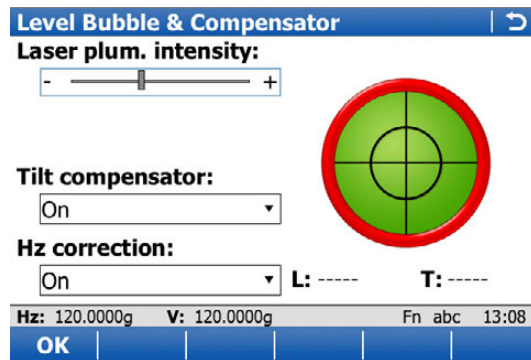 Level Bubble & Compensator
Laser plum. intensity:
- +
Tilt compensator:
On
Hz correction:
On
L: ----- T: -----
Hz: 120.0000g V: 120.0000g Fn abc 13:08
OK